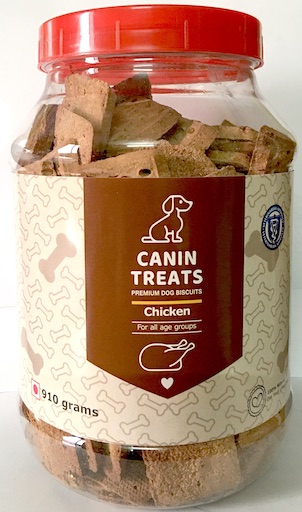 CANIN
TREATS
PREMIUM DOG BISCUITS
Chicken
For all age groups
910 grams